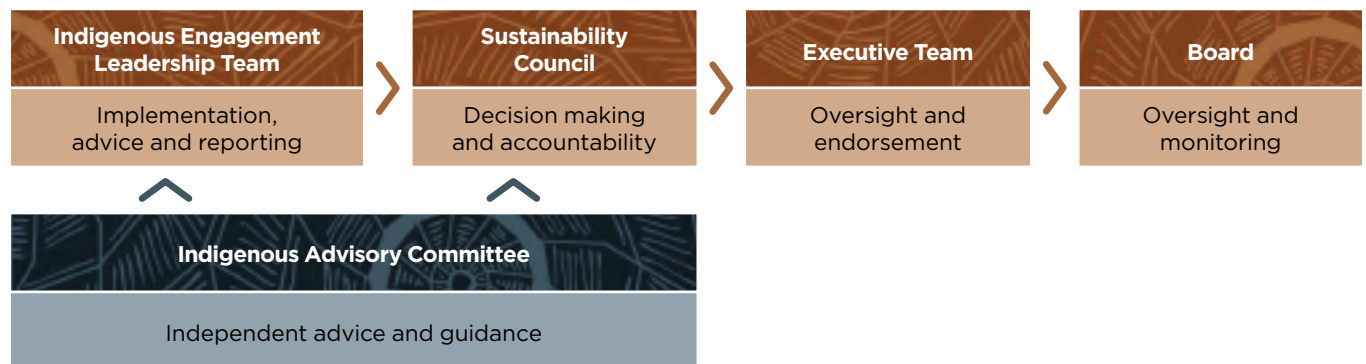 Indigenous Engagement
Leadership Team
Implementation,
advice and reporting
Sustainability
Council
Decision making
and accountability
Executive Team
Oversight and
endorsement
Board
Oversight and
monitoring
Indigenous Advisory Committee
Independent advice and guidance